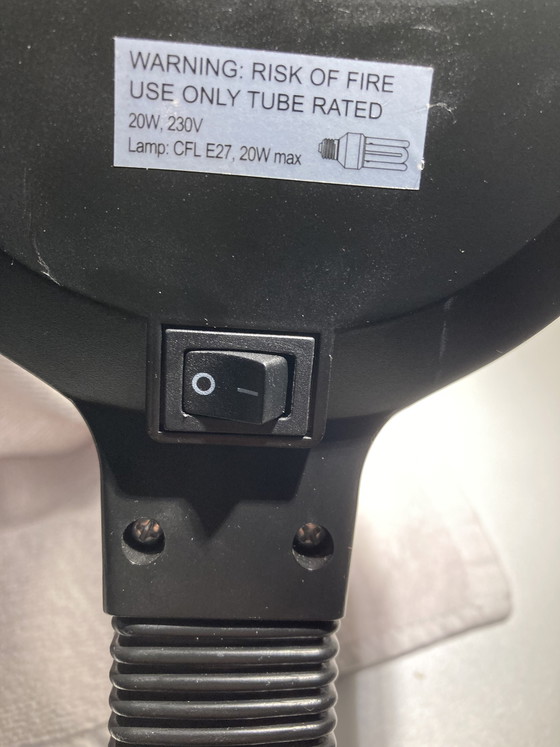 WARNING: RISK OF FIRE
USE ONLY TUBE RATED
20W, 230V
Lamp: CFL E27, 20W max
O —